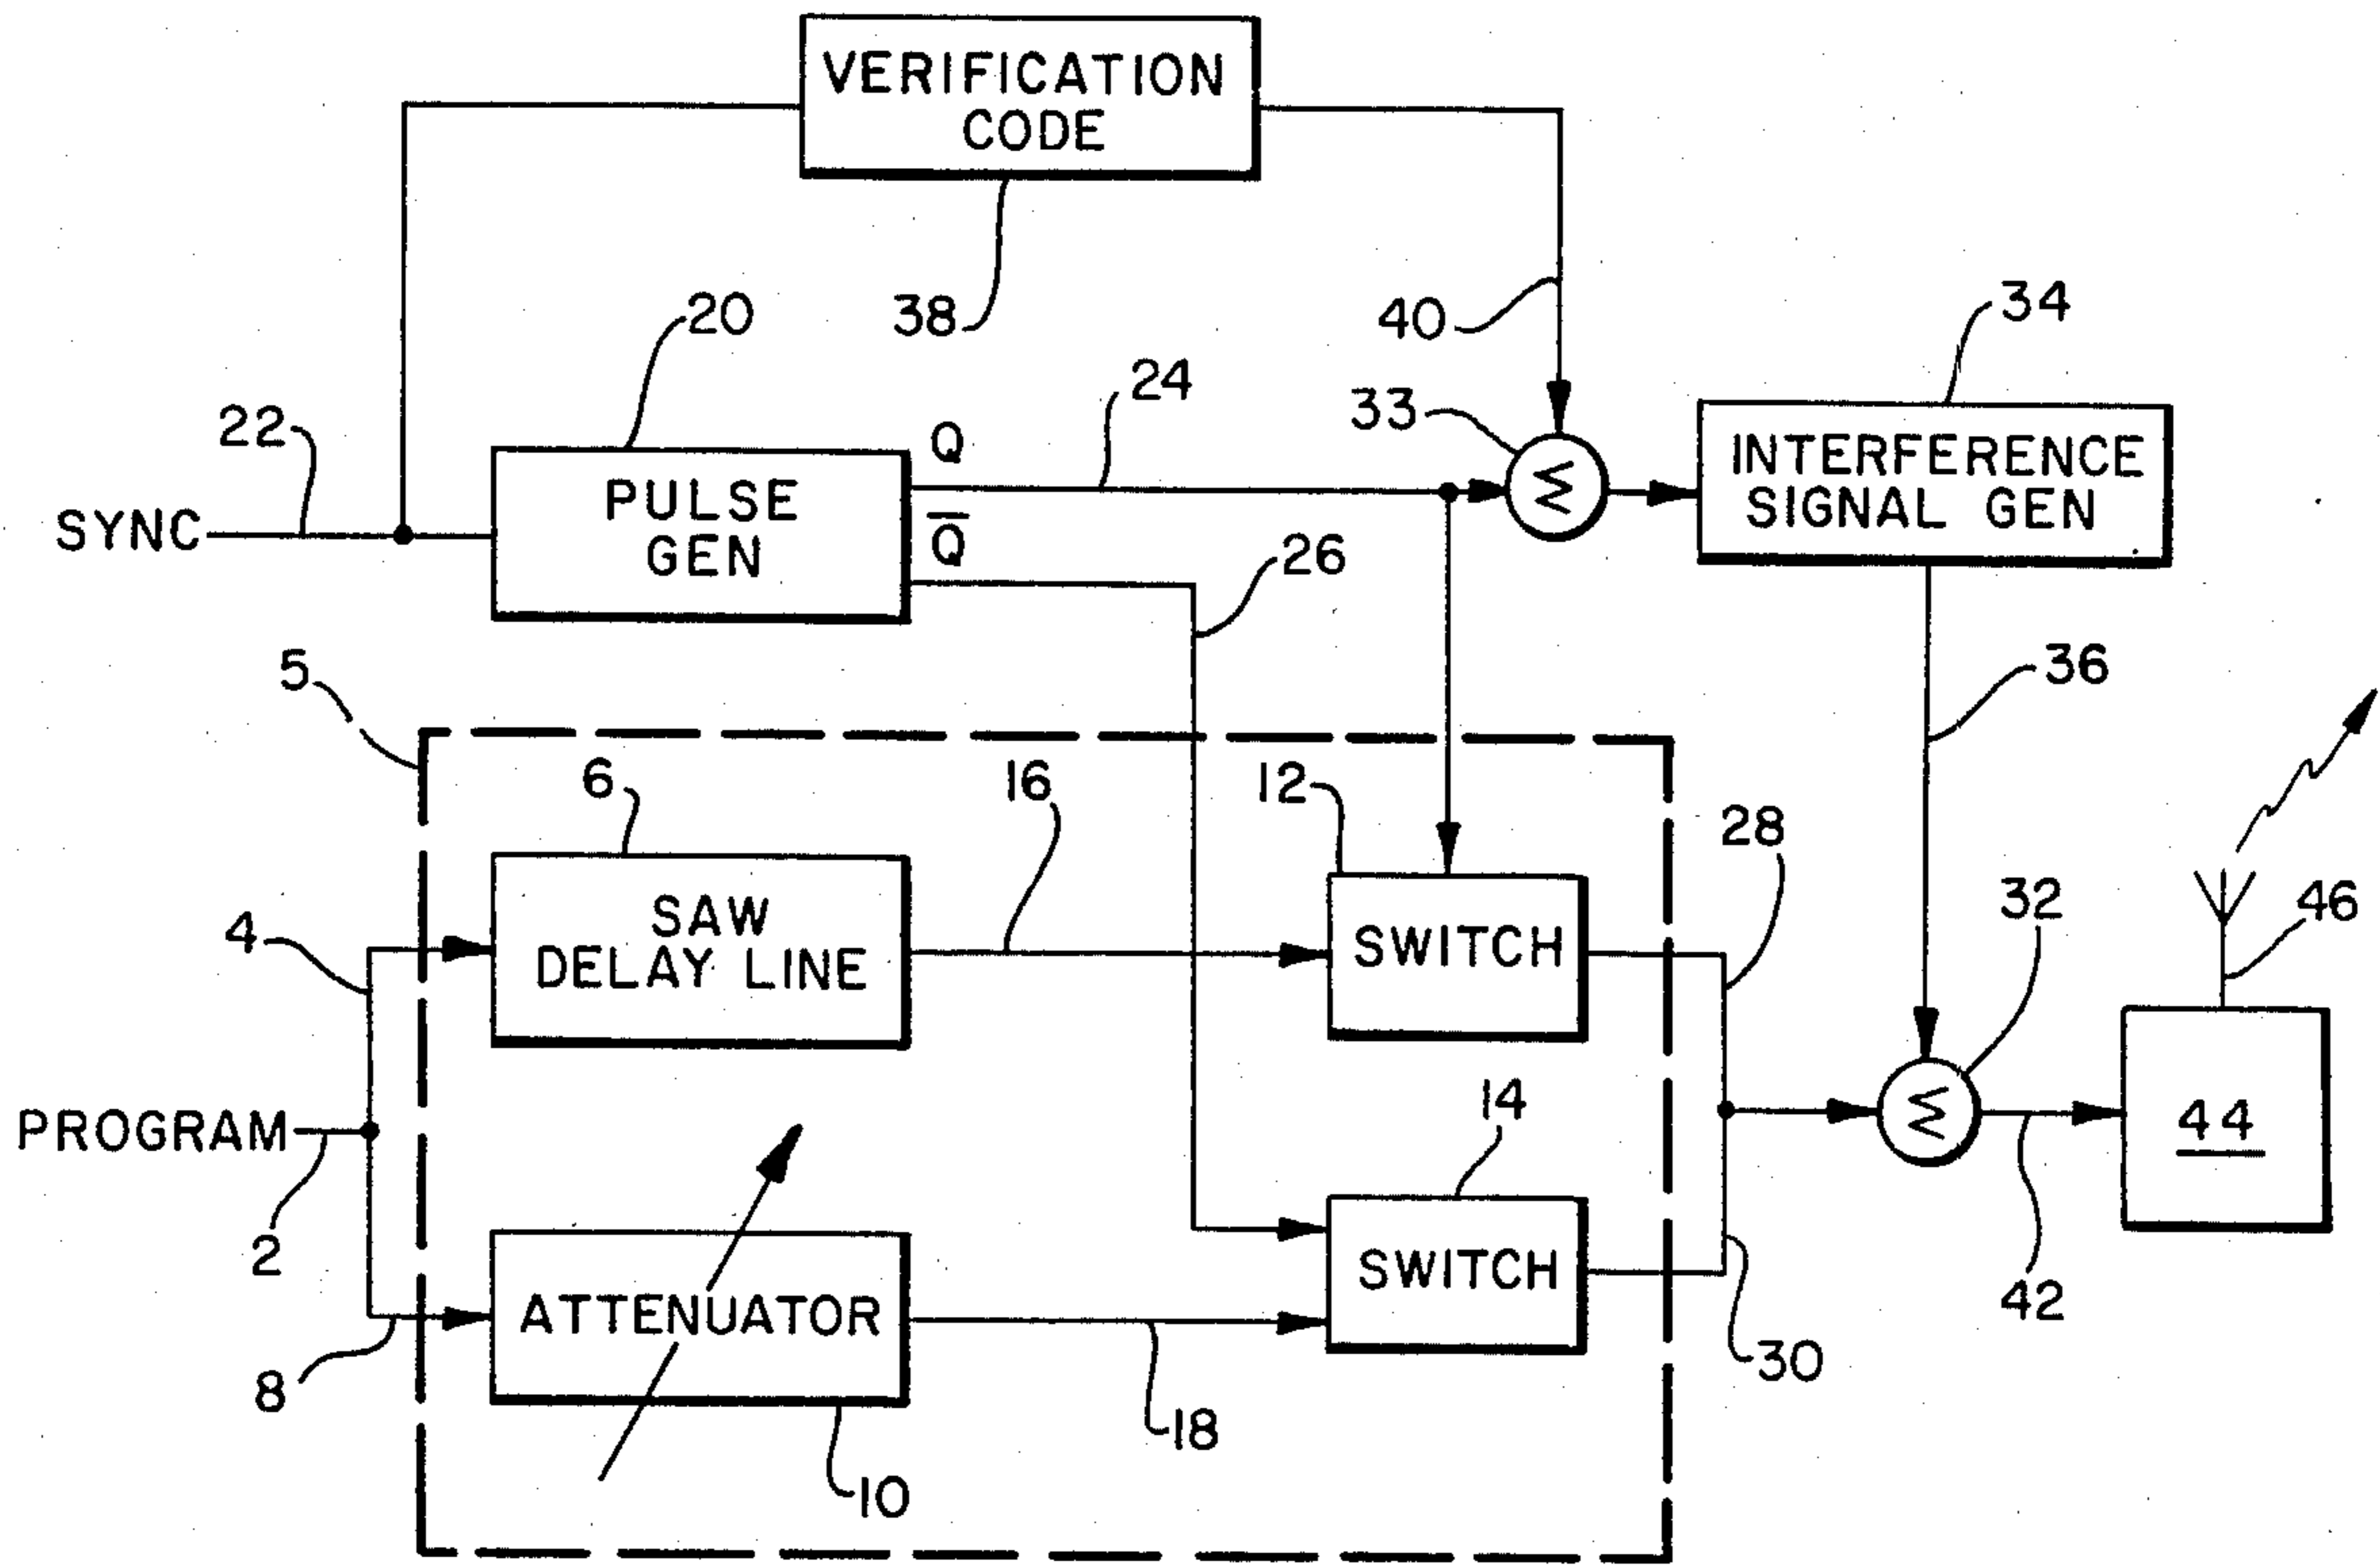 VERIFICATION
CODE
38
40
20
34
24
33
22
Q
INTERFERENCE
SIGNAL GEN
SYNC
PULSE
GEN
Q̅
26
5
36
6
16
12
28
4
SAW
DELAY LINE
SWITCH
32
46
PROGRAM
2
14
Σ
Σ
44
8
ATTENUATOR
SWITCH
42
30
18
10